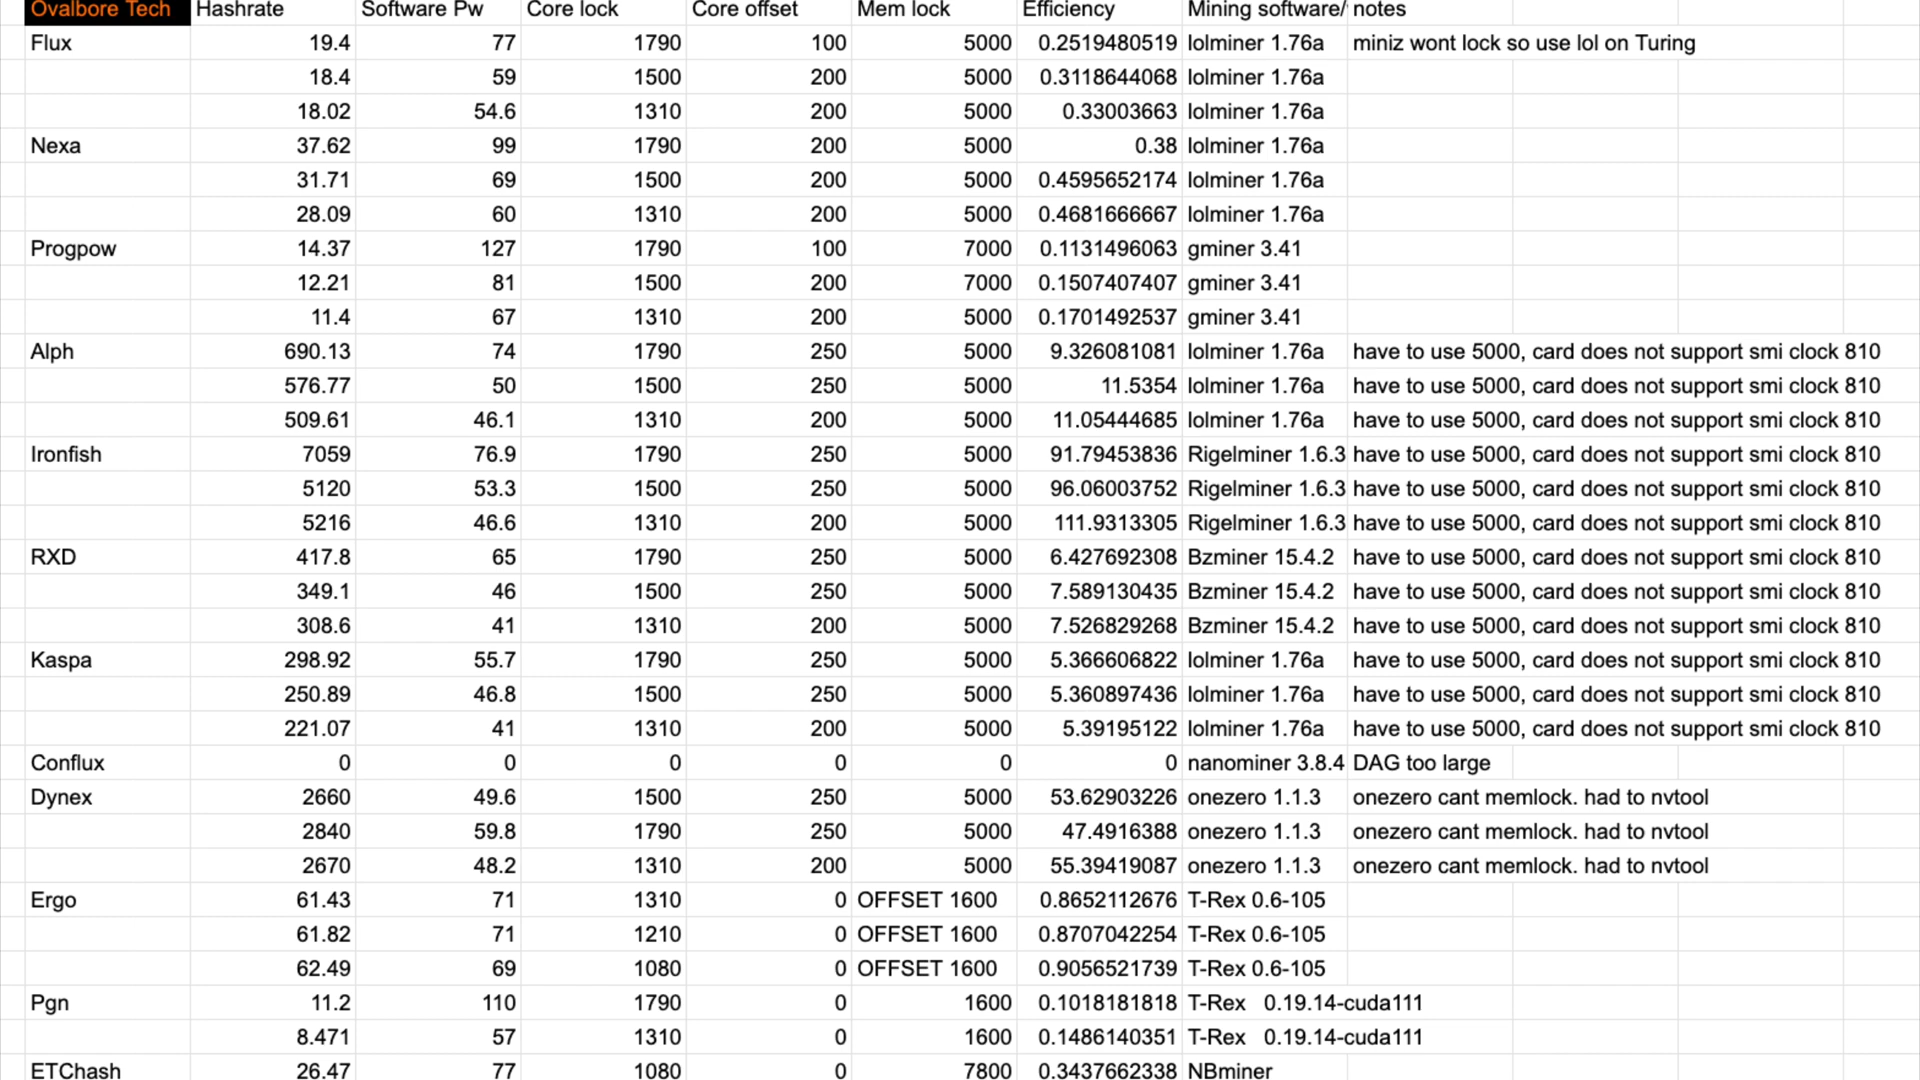 Ovalbore Tech Hashrate Software Pw Core lock Core offset Mem lock Efficiency Mining software/ notes
Flux 19.4 77 1790 100 5000 0.2519480519 lolminer 1.76a miniz wont lock so use lol on Turing
18.4 59 1500 200 5000 0.3118644068 lolminer 1.76a
18.02 54.6 1310 200 5000 0.33003663 lolminer 1.76a
Nexa 37.62 99 1790 200 5000 0.38 lolminer 1.76a
31.71 69 1500 200 5000 0.4595652174 lolminer 1.76a
28.09 60 1310 200 5000 0.4681666667 lolminer 1.76a
Progpow 14.37 127 1790 100 7000 0.1131496063 gminer 3.41
12.21 81 1500 200 7000 0.1507407407 gminer 3.41
11.4 67 1310 200 5000 0.1701492537 gminer 3.41
Alph 690.13 74 1790 250 5000 9.326081081 lolminer 1.76a have to use 5000, card does not support smi clock 810
576.77 50 1500 250 5000 11.5354 lolminer 1.76a have to use 5000, card does not support smi clock 810
509.61 46.1 1310 200 5000 11.05444685 lolminer 1.76a have to use 5000, card does not support smi clock 810
Ironfish 7059 76.9 1790 250 5000 91.79453836 Rigelminer 1.6.3 have to use 5000, card does not support smi clock 810
5120 53.3 1500 250 5000 96.06003752 Rigelminer 1.6.3 have to use 5000, card does not support smi clock 810
5216 46.6 1310 200 5000 111.9313305 Rigelminer 1.6.3 have to use 5000, card does not support smi clock 810
RXD 417.8 65 1790 250 5000 6.427692308 Bzminer 15.4.2 have to use 5000, card does not support smi clock 810
349.1 46 1500 250 5000 7.589130435 Bzminer 15.4.2 have to use 5000, card does not support smi clock 810
308.6 41 1310 200 5000 7.526829268 Bzminer 15.4.2 have to use 5000, card does not support smi clock 810
Kaspa 298.92 55.7 1790 250 5000 5.366606822 lolminer 1.76a have to use 5000, card does not support smi clock 810
250.89 46.8 1500 250 5000 5.360897436 lolminer 1.76a have to use 5000, card does not support smi clock 810
221.07 41 1310 200 5000 5.39195122 lolminer 1.76a have to use 5000, card does not support smi clock 810
Conflux 0 0 0 0 0 0 nanominer 3.8.4 DAG too large
Dynex 2660 49.6 1500 250 5000 53.62903226 onezero 1.1.3 onezero cant memlock. had to nvtool
2840 59.8 1790 250 5000 47.4916388 onezero 1.1.3 onezero cant memlock. had to nvtool
2670 48.2 1310 200 5000 55.39419087 onezero 1.1.3 onezero cant memlock. had to nvtool
Ergo 61.43 71 1310 0 OFFSET 1600 0.8652112676 T-Rex 0.6-105
61.82 71 1210 0 OFFSET 1600 0.8707042254 T-Rex 0.6-105
62.49 69 1080 0 OFFSET 1600 0.9056521739 T-Rex 0.6-105
Pgn 11.2 110 1790 0 1600 0.1018181818 T-Rex 0.19.14-cuda111
8.471 57 1310 0 1600 0.1486140351 T-Rex 0.19.14-cuda111
ETChash 26.47 77 1080 0 7800 0.3437662338 NBminer